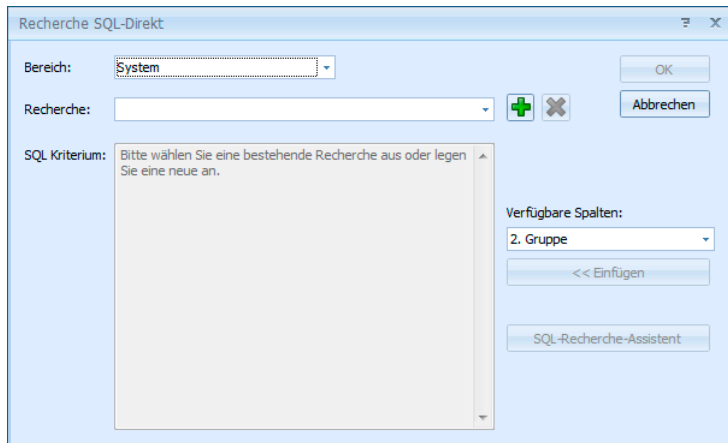 Recherche SQL-Direkt
Bereich:
System
OK
Recherche:
Abbrechen
SQL Kriterium:
Bitte wählen Sie eine bestehende Recherche aus oder legen
Sie eine neue an.
Verfügbare Spalten:
2. Gruppe
<< Einfügen
SQL-Recherche-Assistent